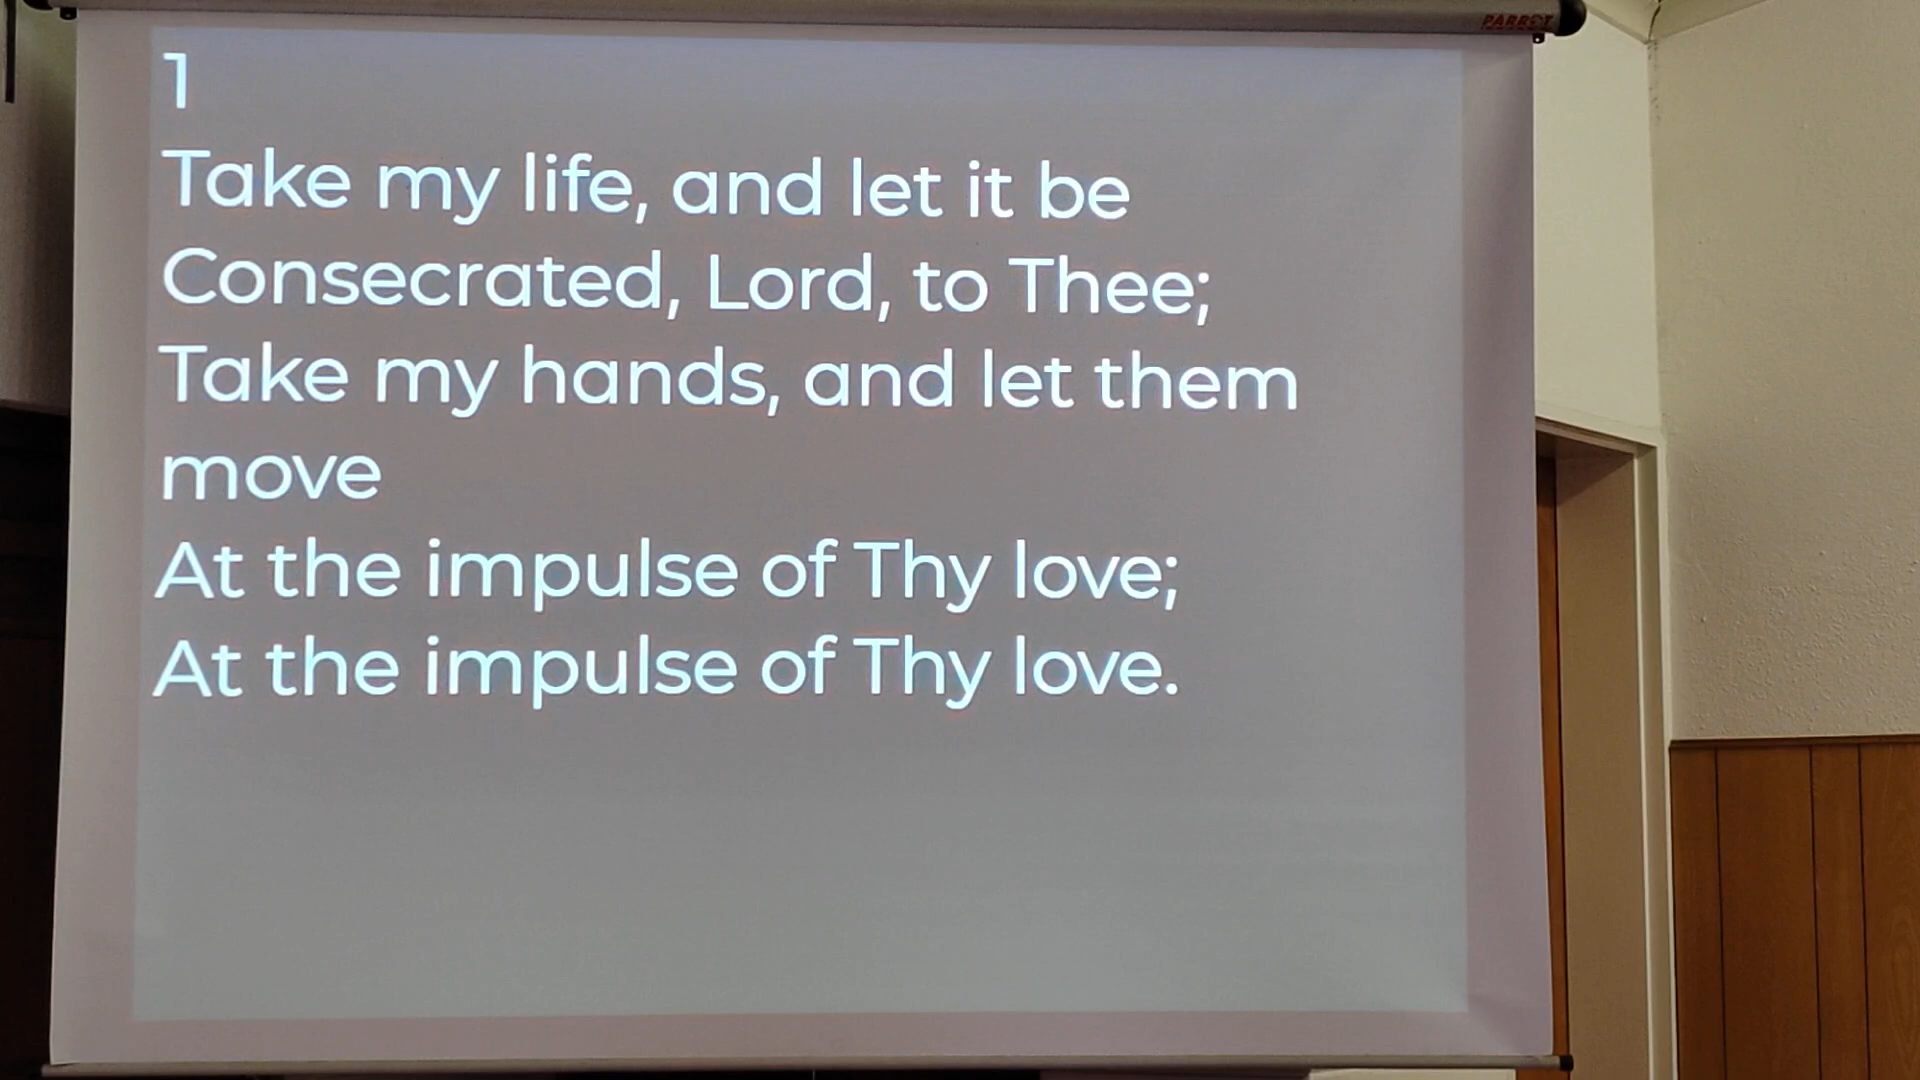 PARROT
1
Take my life, and let it be
Consecrated, Lord, to Thee;
Take my hands, and let them
move
At the impulse of Thy love;
At the impulse of Thy love.